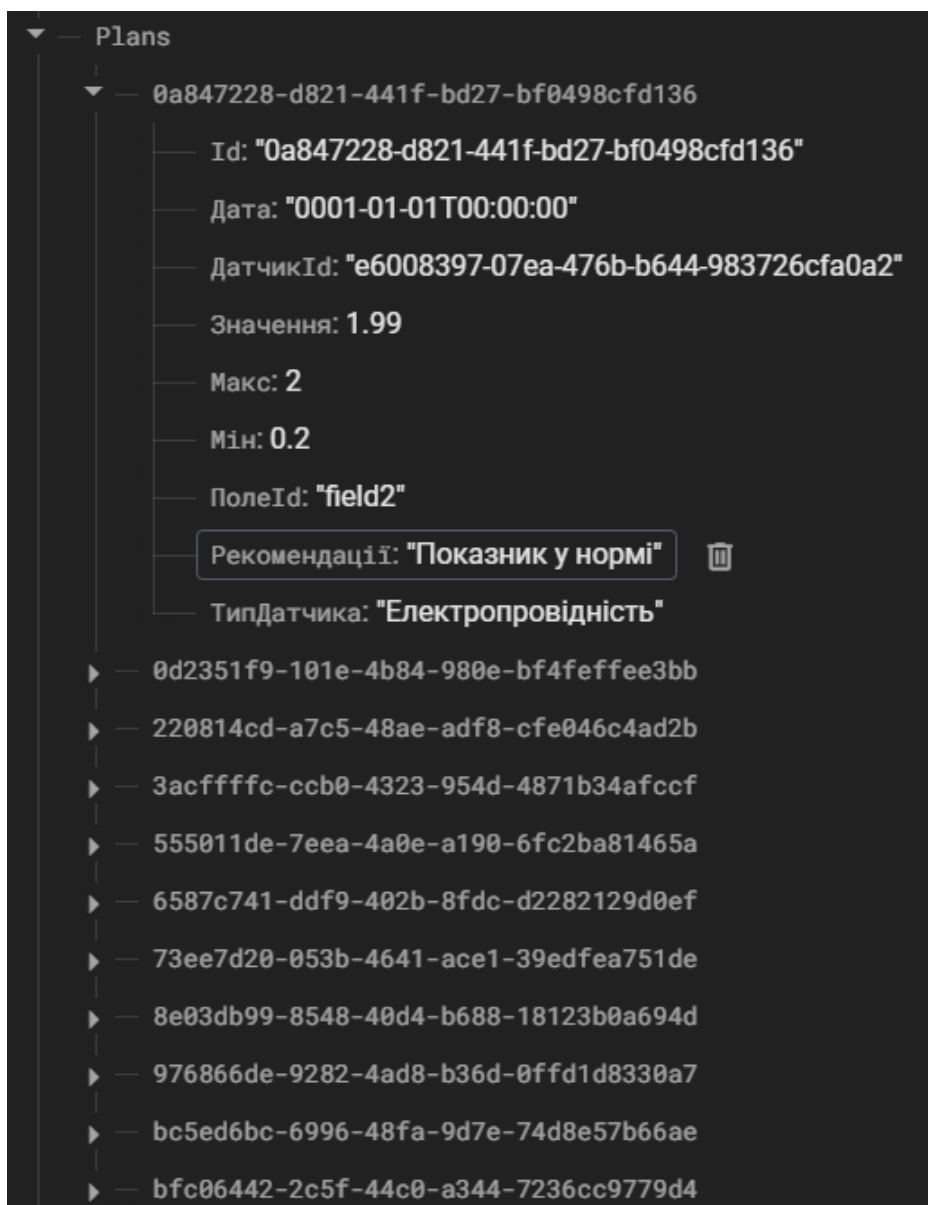 Plans
0a847228-d821-441f-bd27-bf0498cfd136
Id: "0a847228-d821-441f-bd27-bf0498cfd136"
Дата: "0001-01-01T00:00:00"
ДатчикId: "e6008397-07ea-476b-b644-983726cfa0a2"
Значення: 1.99
Макс: 2
Мін: 0.2
ПолеId: "field2"
Рекомендації: "Показник у нормі"
ТипДатчика: "Електропровідність"
0d2351f9-101e-4b84-980e-bf4feffee3bb
220814cd-a7c5-48ae-adf8-cfe046c4ad2b
3acffffc-ccb0-4323-954d-4871b34afccf
555011de-7eea-4a0e-a190-6fc2ba81465a
6587c741-ddf9-402b-8fdc-d2282129d0ef
73ee7d20-053b-4641-ace1-39edfea751de
8e03db99-8548-40d4-b688-18123b0a694d
976866de-9282-4ad8-b36d-0ffd1d8330a7
bc5ed6bc-6996-48fa-9d7e-74d8e57b66ae
bfc06442-2c5f-44c0-a344-7236cc9779d4